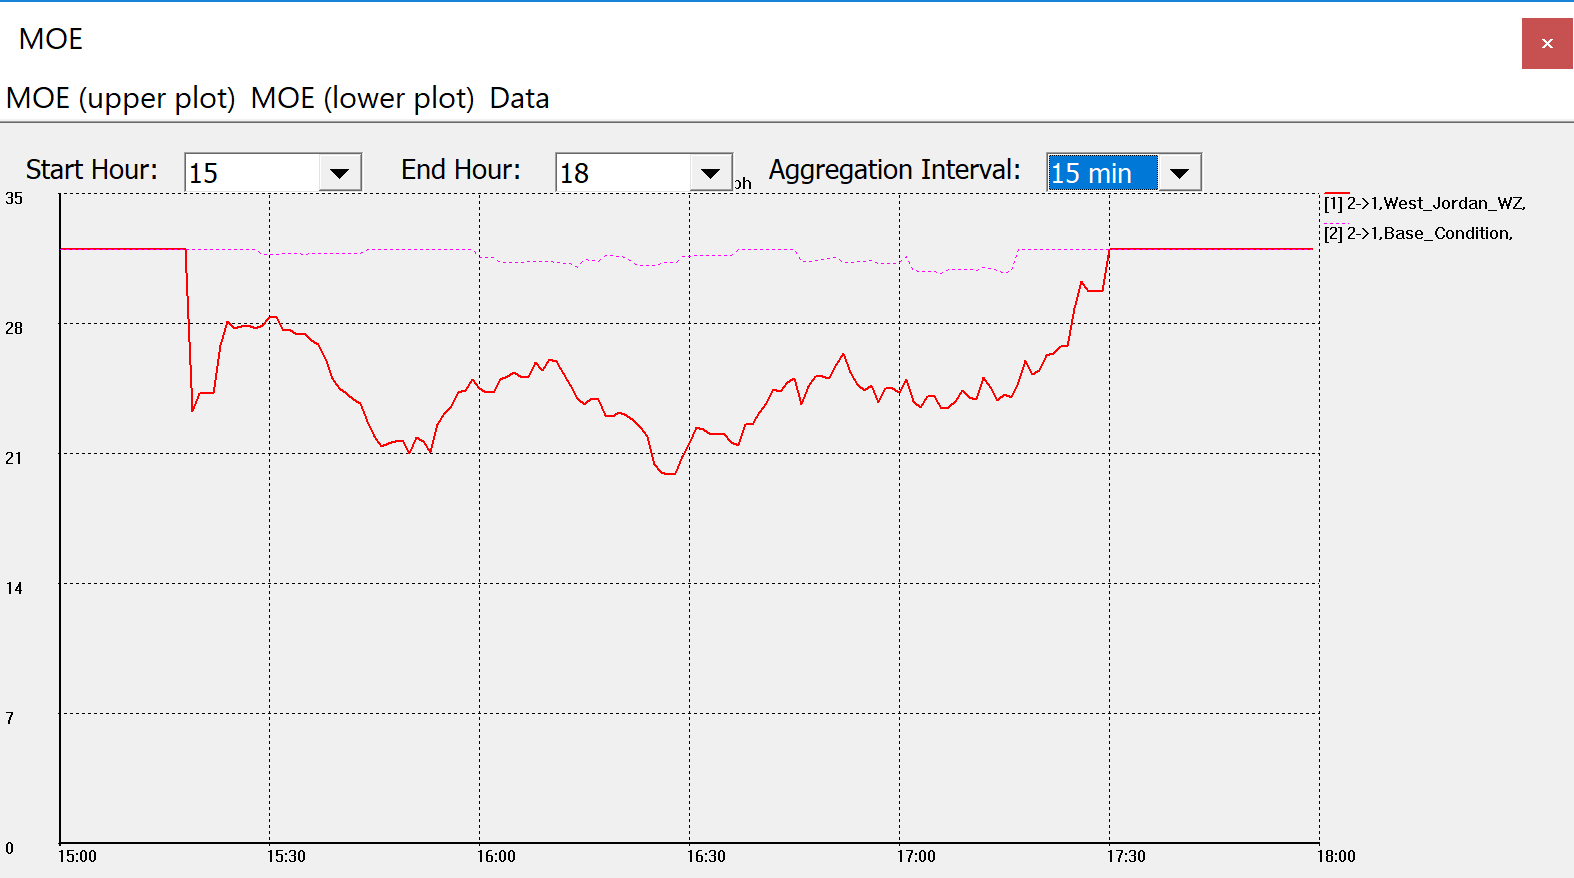 MOE
x
MOE (upper plot) MOE (lower plot) Data
Start Hour: 15 End Hour: 18 ph Aggregation Interval: 15 min
35
[1] 2->1,West_Jordan_WZ,
[2] 2->1,Base_Condition,
28
21
14
7
0
15:00 15:30 16:00 16:30 17:00 17:30 18:00